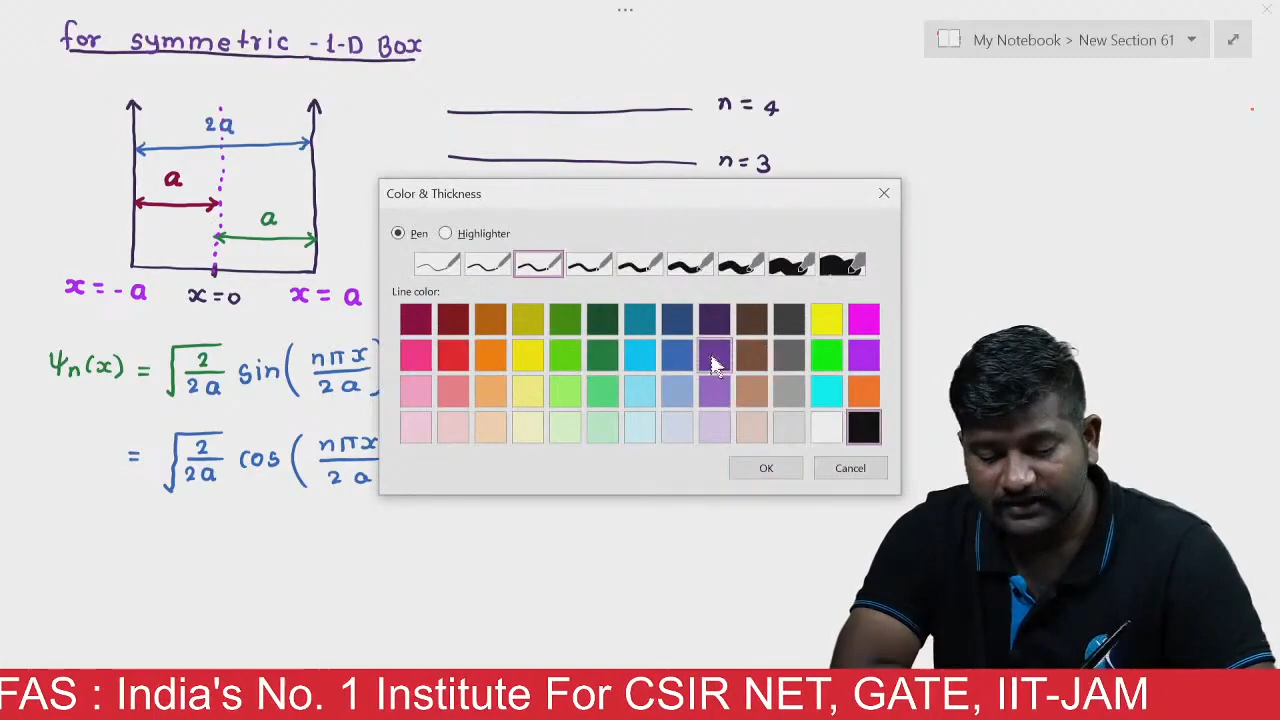 for symmetric - 1-D Box
My Notebook > New Section 61
2a
a
a
x = -a
x = 0
x = a
n = 4
n = 3
Color & Thickness
Pen
Highlighter
Line color:
OK
Cancel
ψn(x) = √2/2a sin( nπx/2a
= √2/2a cos( nπx/2a
FAS : India's No. 1 Institute For CSIR NET, GATE, IIT-JAM